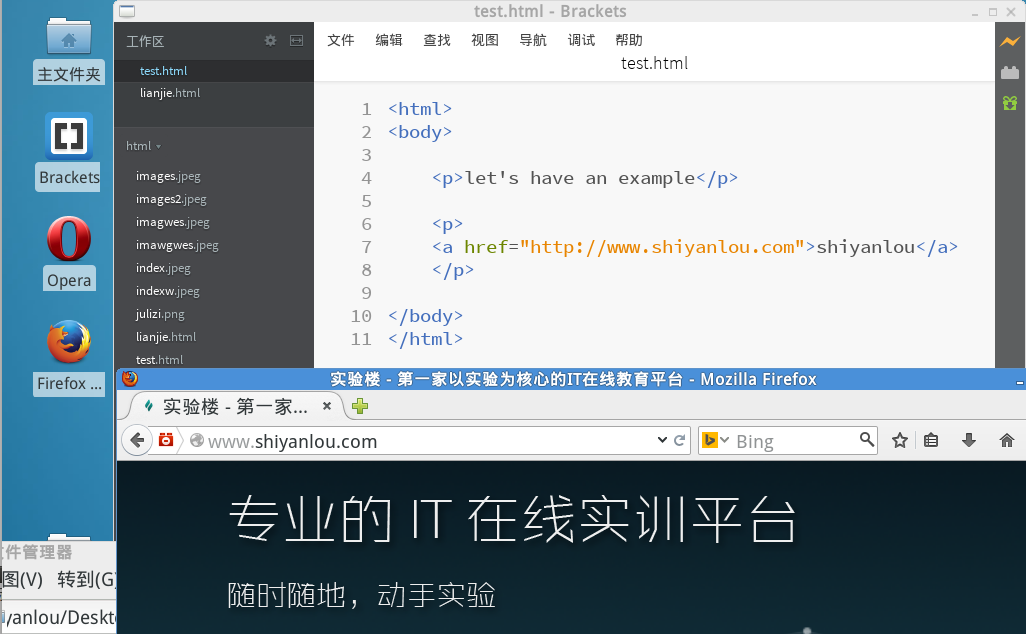 test.html - Brackets
主文件夹
Brackets
Opera
Firefox ...
工作区
test.html
lianjie.html
html
images.jpeg
images2.jpeg
imagwes.jpeg
imawgwes.jpeg
index.jpeg
indexw.jpeg
julizi.png
lianjie.html
test.html
文件 编辑 查找 视图 导航 调试 帮助
test.html
1 <html>
2 <body>
3
4 <p>let's have an example</p>
5
6 <p>
7 <a href="http://www.shiyanlou.com">shiyanlou</a>
8 </p>
9
10 </body>
11 </html>
实验楼 - 第一家以实验为核心的IT在线教育平台 - Mozilla Firefox
实验楼 - 第一家...
www.shiyanlou.com
Bing
专业的 IT 在线实训平台
随时随地，动手实验
件管理器
图(V) 转到(G
yanlou/Deskt